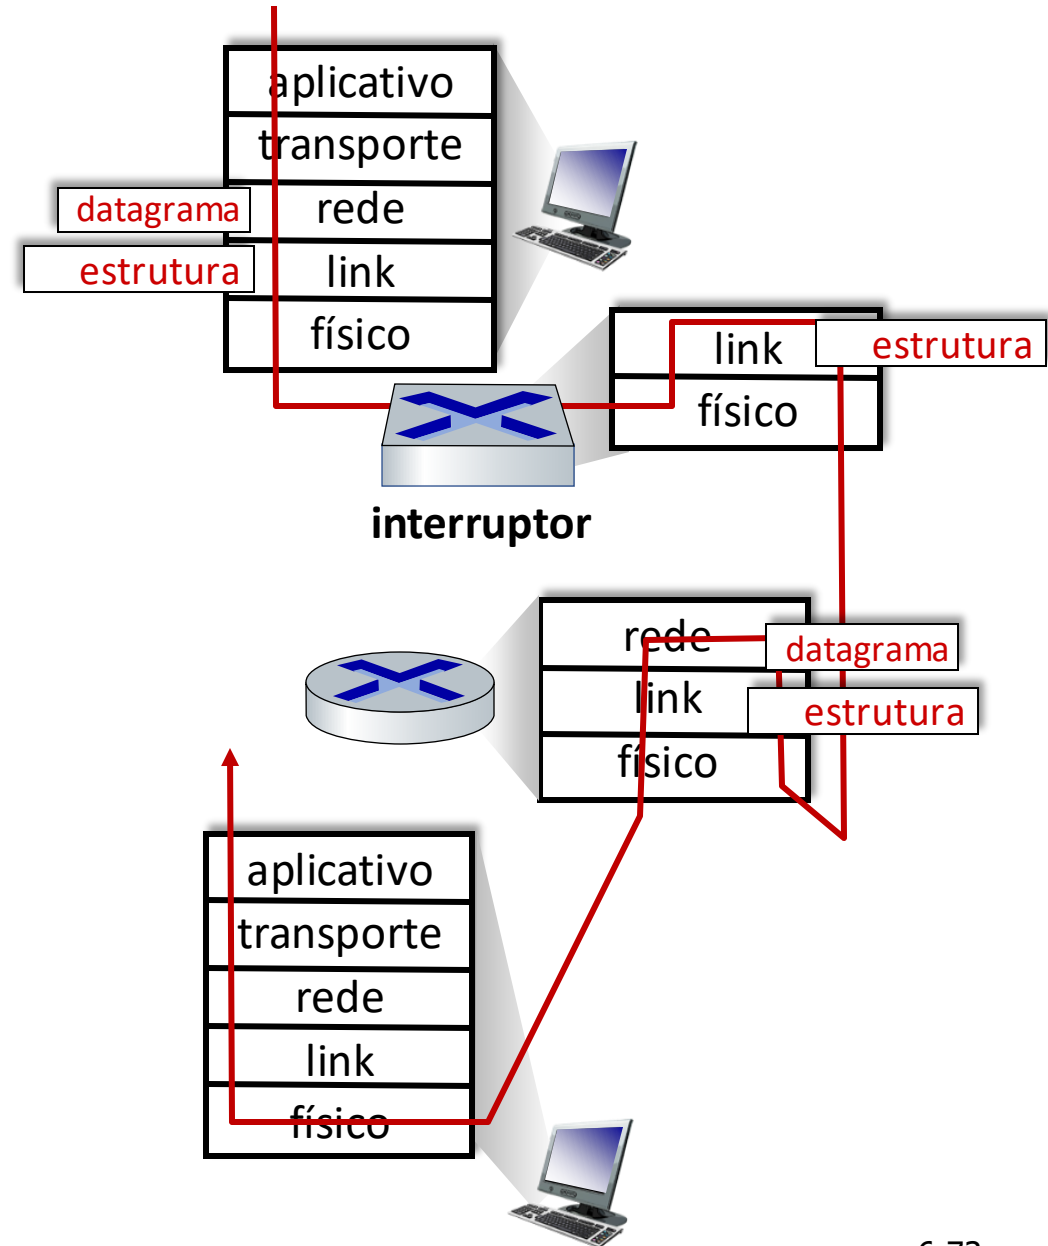 aplicativo
transporte
datagrama
rede
estrutura
link
físico
link
estrutura
físico
interruptor
rede
datagrama
link
estrutura
físico
aplicativo
transporte
rede
link
físico